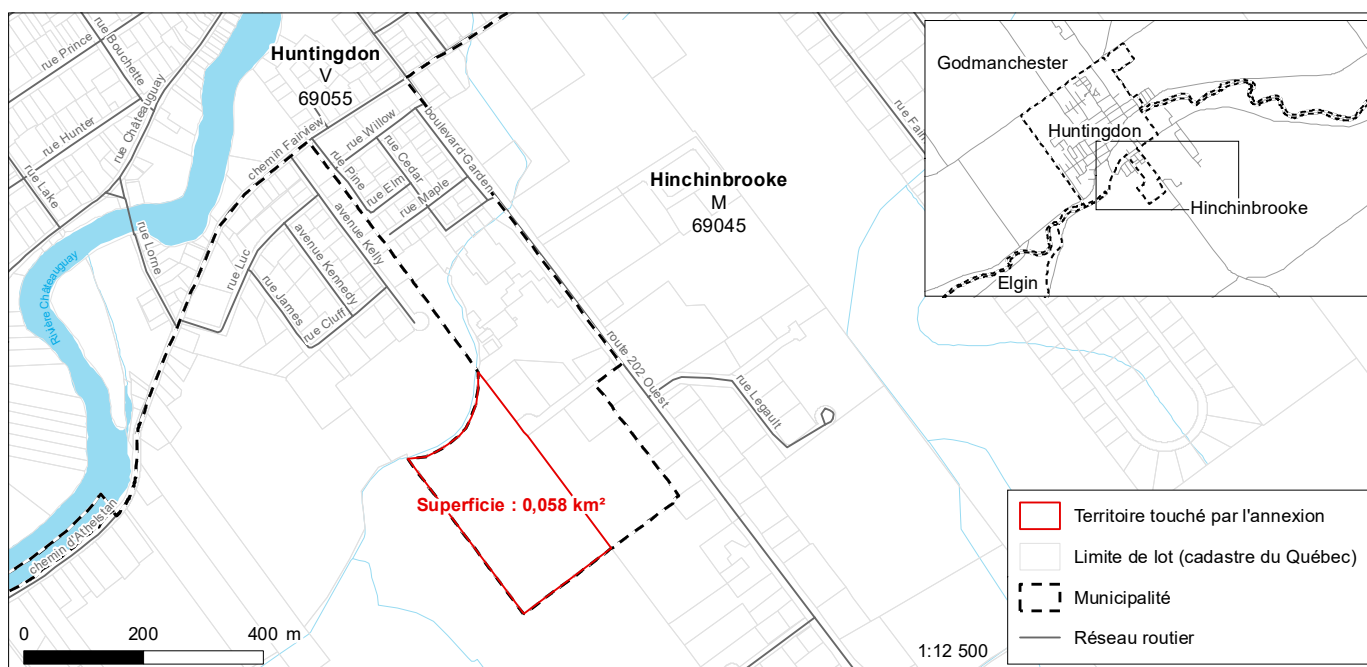 Huntingdon
V
69055
Hinchinbrooke
M
69045
rue Prince
rue Bouchette
rue Hunter
rue Châteauguay
rue Lake
rue Lorne
Rivière Châteauguay
chemin d'Athelstan
chemin Fairview
rue Willow
rue Cedar
rue Pine
rue Elm
rue Maple
boulevard Garden
avenue Kelly
rue Luc
avenue Kennedy
rue James
rue Cluff
route 202 Ouest
rue Legault
rue Fair
Superficie : 0,058 km²
Godmanchester
Huntingdon
Hinchinbrooke
Elgin
Territoire touché par l'annexion
Limite de lot (cadastre du Québec)
Municipalité
Réseau routier
0 200 400 m
1:12 500